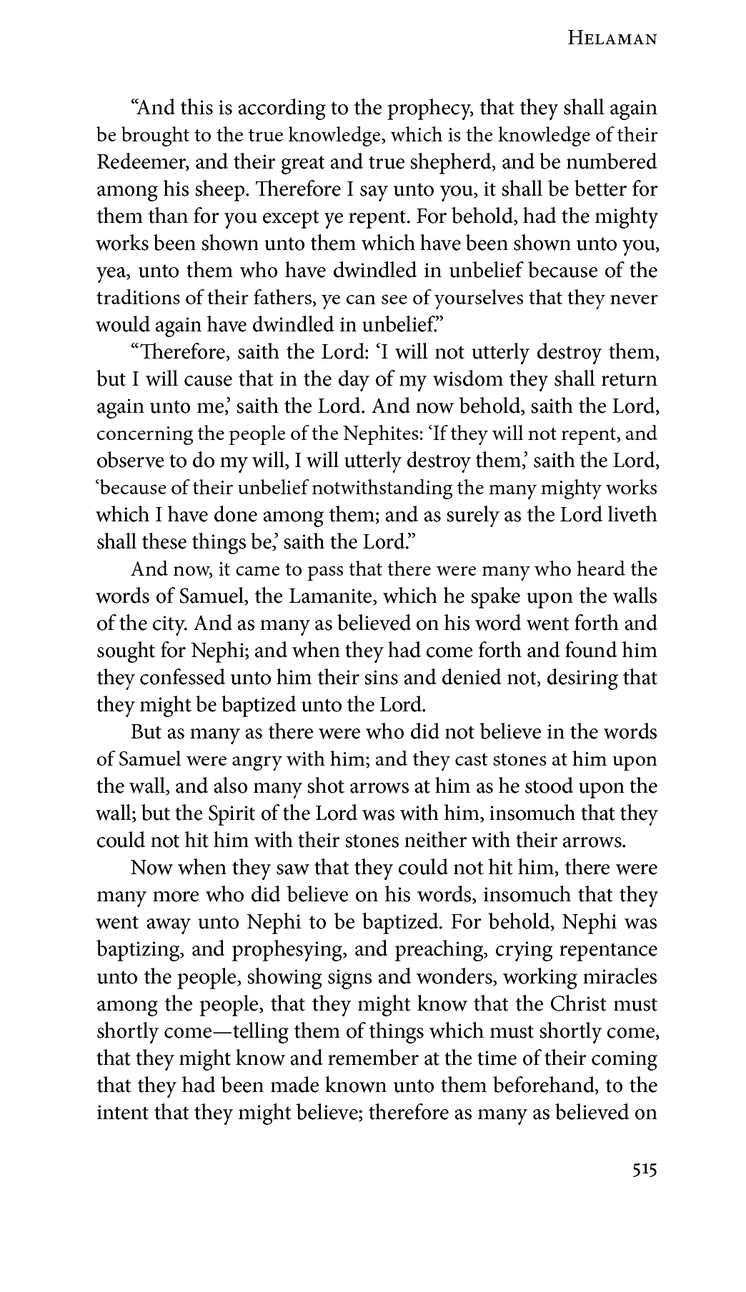 Helaman
“And this is according to the prophecy, that they shall again
be brought to the true knowledge, which is the knowledge of their
Redeemer, and their great and true shepherd, and be numbered
among his sheep. Therefore I say unto you, it shall be better for
them than for you except ye repent. For behold, had the mighty
works been shown unto them which have been shown unto you,
yea, unto them who have dwindled in unbelief because of the
traditions of their fathers, ye can see of yourselves that they never
would again have dwindled in unbelief.”
“Therefore, saith the Lord: ‘I will not utterly destroy them,
but I will cause that in the day of my wisdom they shall return
again unto me,’ saith the Lord. And now behold, saith the Lord,
concerning the people of the Nephites: ‘If they will not repent, and
observe to do my will, I will utterly destroy them,’ saith the Lord,
‘because of their unbelief notwithstanding the many mighty works
which I have done among them; and as surely as the Lord liveth
shall these things be,’ saith the Lord.”
And now, it came to pass that there were many who heard the
words of Samuel, the Lamanite, which he spake upon the walls
of the city. And as many as believed on his word went forth and
sought for Nephi; and when they had come forth and found him
they confessed unto him their sins and denied not, desiring that
they might be baptized unto the Lord.
But as many as there were who did not believe in the words
of Samuel were angry with him; and they cast stones at him upon
the wall, and also many shot arrows at him as he stood upon the
wall; but the Spirit of the Lord was with him, insomuch that they
could not hit him with their stones neither with their arrows.
Now when they saw that they could not hit him, there were
many more who did believe on his words, insomuch that they
went away unto Nephi to be baptized. For behold, Nephi was
baptizing, and prophesying, and preaching, crying repentance
unto the people, showing signs and wonders, working miracles
among the people, that they might know that the Christ must
shortly come—telling them of things which must shortly come,
that they might know and remember at the time of their coming
that they had been made known unto them beforehand, to the
intent that they might believe; therefore as many as believed on
515